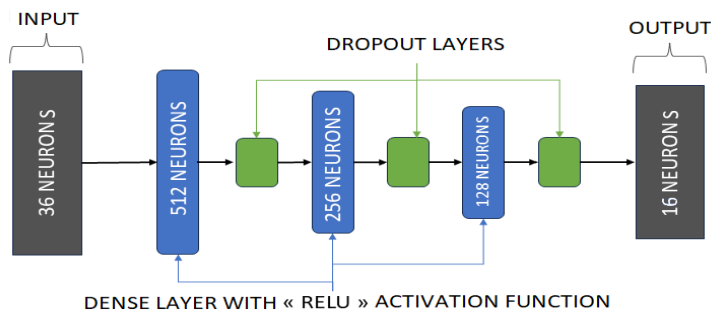 INPUT
OUTPUT
DROPOUT LAYERS
36 NEURONS
512 NEURONS
256 NEURONS
128 NEURONS
16 NEURONS
DENSE LAYER WITH « RELU » ACTIVATION FUNCTION